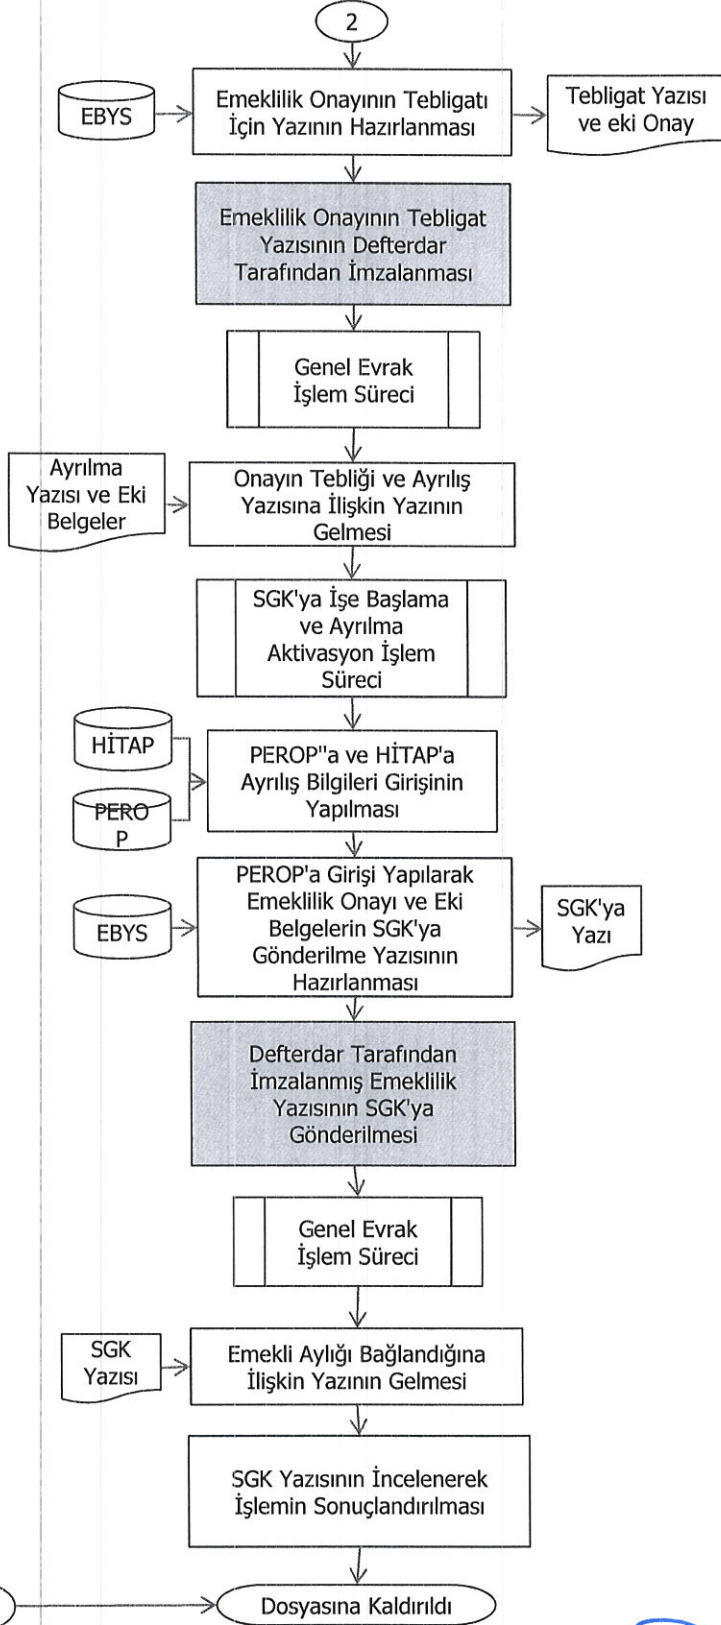 2
EBYS
Emeklilik Onayının Tebligatı
İçin Yazının Hazırlanması
Tebligat Yazısı
ve eki Onay
Emeklilik Onayının Tebligat
Yazısının Defterdar
Tarafından İmzalanması
Genel Evrak
İşlem Süreci
Ayrılma
Yazısı ve Eki
Belgeler
Onayın Tebliği ve Ayrılış
Yazısına İlişkin Yazının
Gelmesi
SGK'ya İşe Başlama
ve Ayrılma
Aktivasyon İşlem
Süreci
HİTAP
PERO
P
PEROP"a ve HİTAP'a
Ayrılış Bilgileri Girişinin
Yapılması
EBYS
PEROP'a Girişi Yapılarak
Emeklilik Onayı ve Eki
Belgelerin SGK'ya
Gönderilme Yazısının
Hazırlanması
SGK'ya
Yazı
Defterdar Tarafından
İmzalanmış Emeklilik
Yazısının SGK'ya
Gönderilmesi
Genel Evrak
İşlem Süreci
SGK
Yazısı
Emekli Aylığı Bağlandığına
İlişkin Yazının Gelmesi
SGK Yazısının İncelenerek
İşlemin Sonuçlandırılması
Dosyasına Kaldırıldı